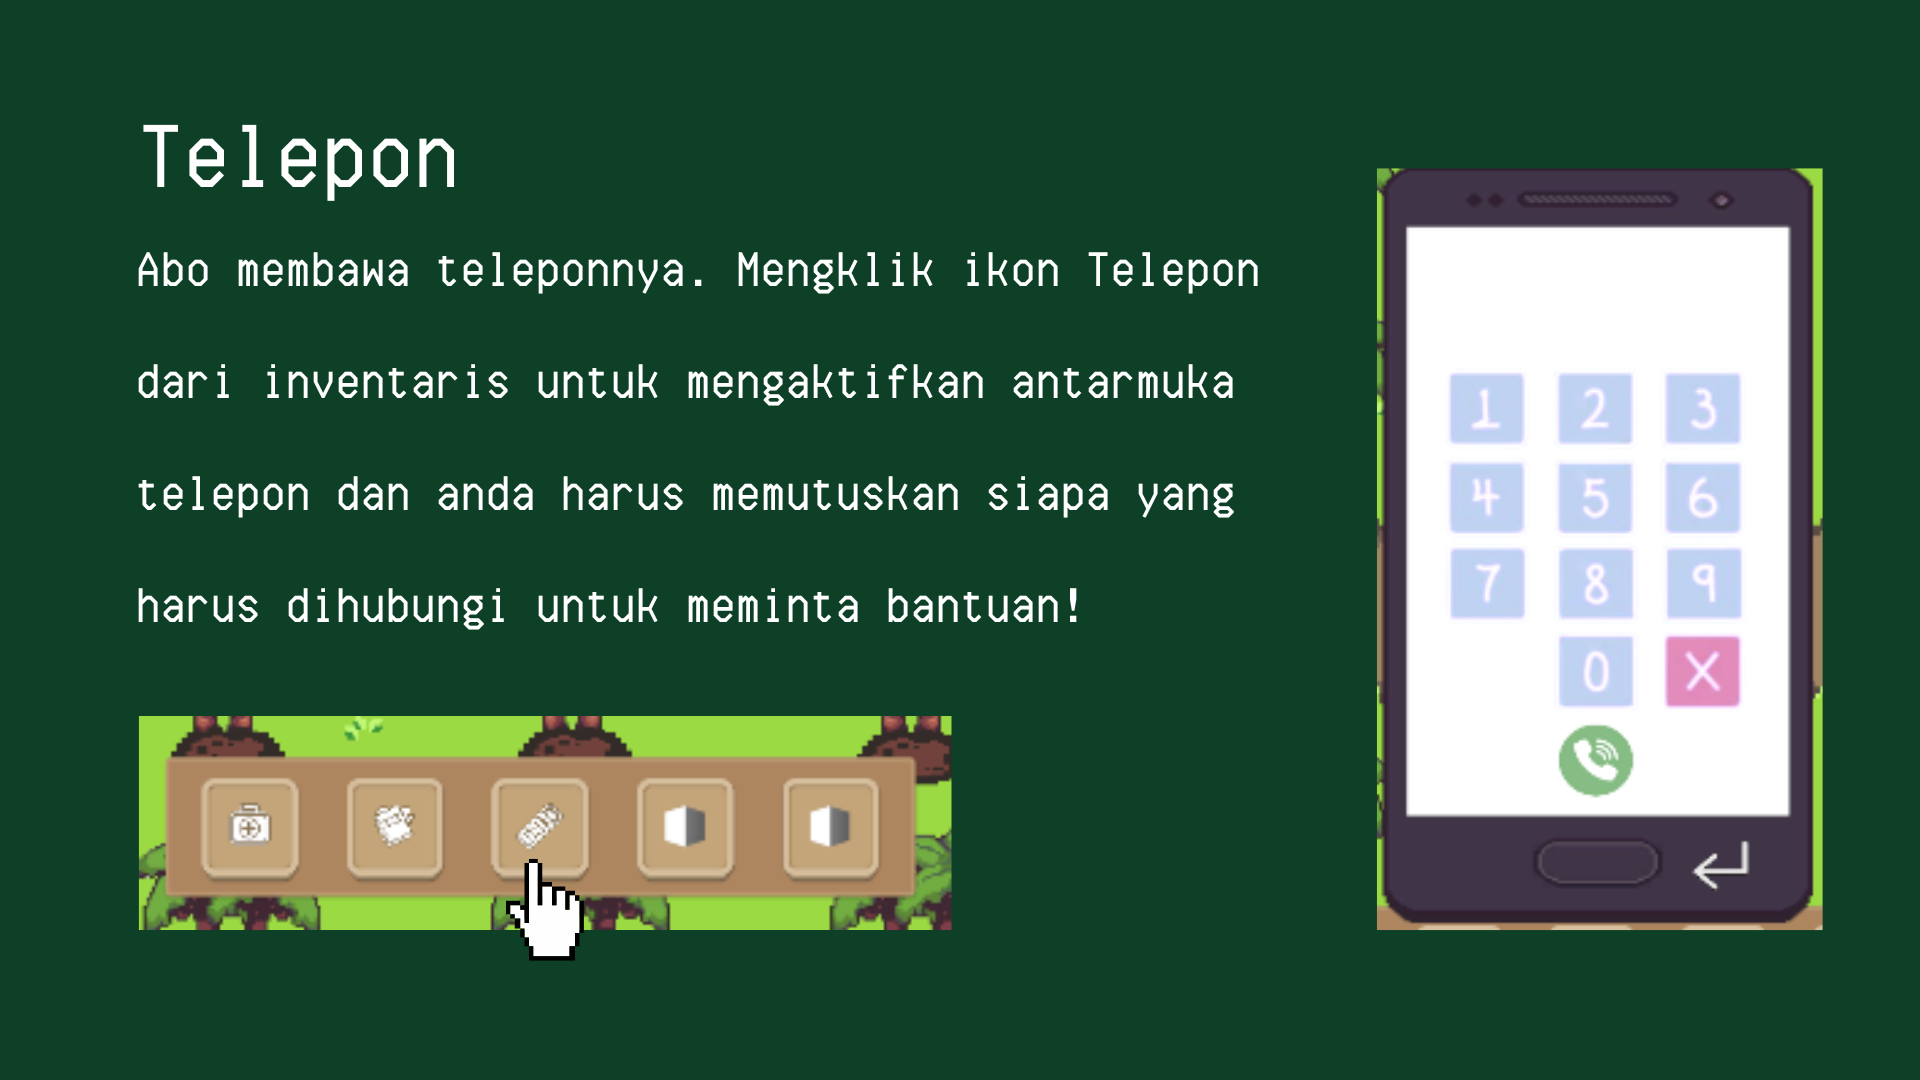 Telepon
Abo membawa teleponnya. Mengklik ikon Telepon
dari inventaris untuk mengaktifkan antarmuka
telepon dan anda harus memutuskan siapa yang
harus dihubungi untuk meminta bantuan!
1 2 3
4 5 6
7 8 9
0 X